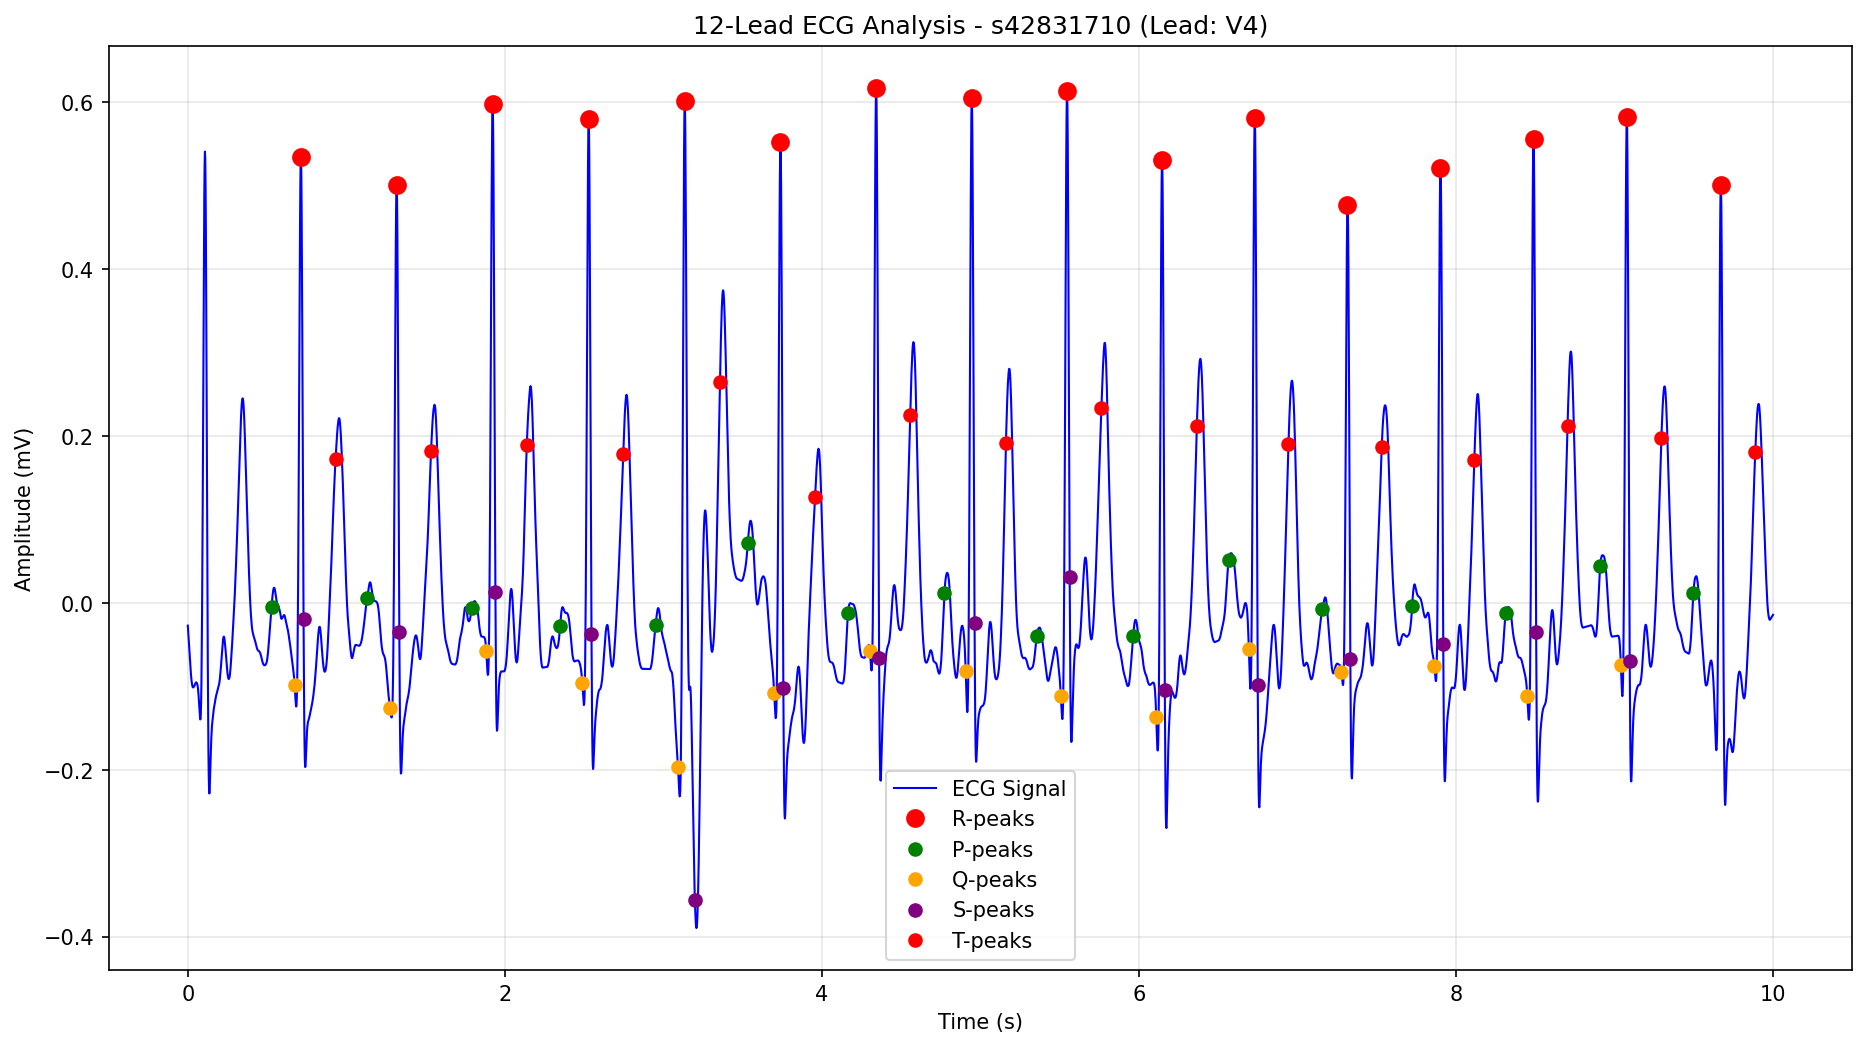 12-Lead ECG Analysis - s42831710 (Lead: V4)
Amplitude (mV)
0.6
0.4
0.2
0.0
−0.2
−0.4
ECG Signal
R-peaks
P-peaks
Q-peaks
S-peaks
T-peaks
0 2 4 6 8 10
Time (s)